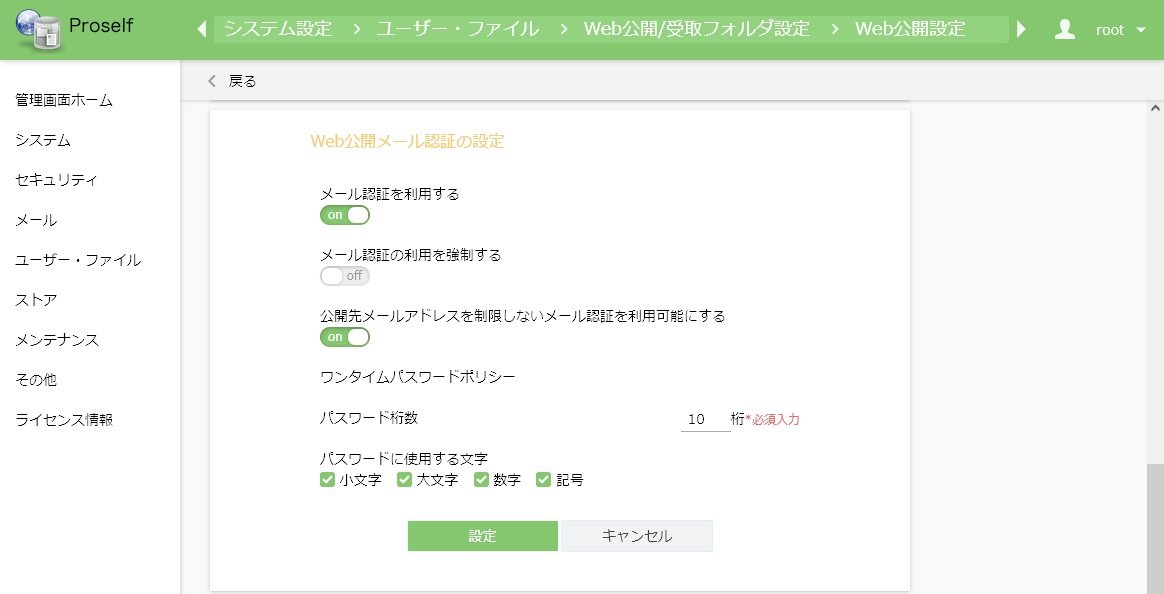 Proself
システム設定 > ユーザー・ファイル > Web公開/受取フォルダ設定 > Web公開設定
root
戻る
管理画面ホーム
システム
セキュリティ
メール
ユーザー・ファイル
ストア
メンテナンス
その他
ライセンス情報
Web公開メール認証の設定
メール認証を利用する
on
メール認証の利用を強制する
off
公開先メールアドレスを制限しないメール認証を利用可能にする
on
ワンタイムパスワードポリシー
パスワード桁数 10 桁*必須入力
パスワードに使用する文字
小文字 大文字 数字 記号
設定 キャンセル